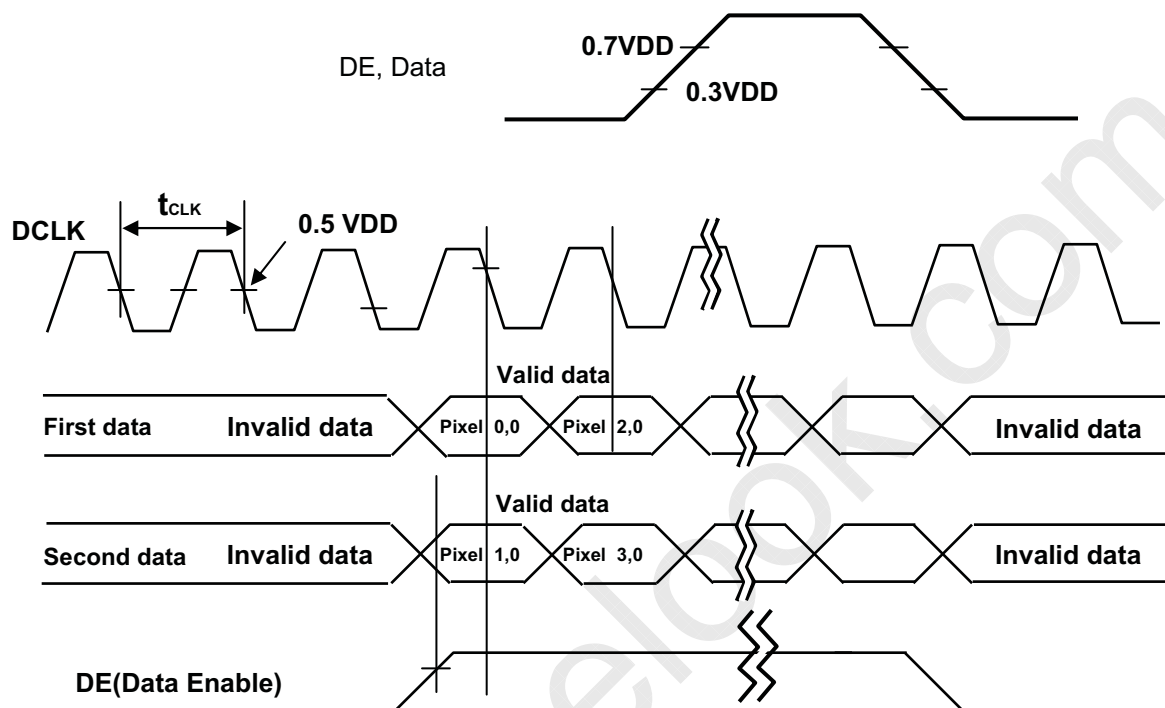 0.7VDD
DE, Data
0.3VDD
tCLK
0.5 VDD
DCLK
Valid data
First data Invalid data Pixel 0,0 Pixel 2,0 Invalid data
Valid data
Second data Invalid data Pixel 1,0 Pixel 3,0 Invalid data
DE(Data Enable)
elook.com